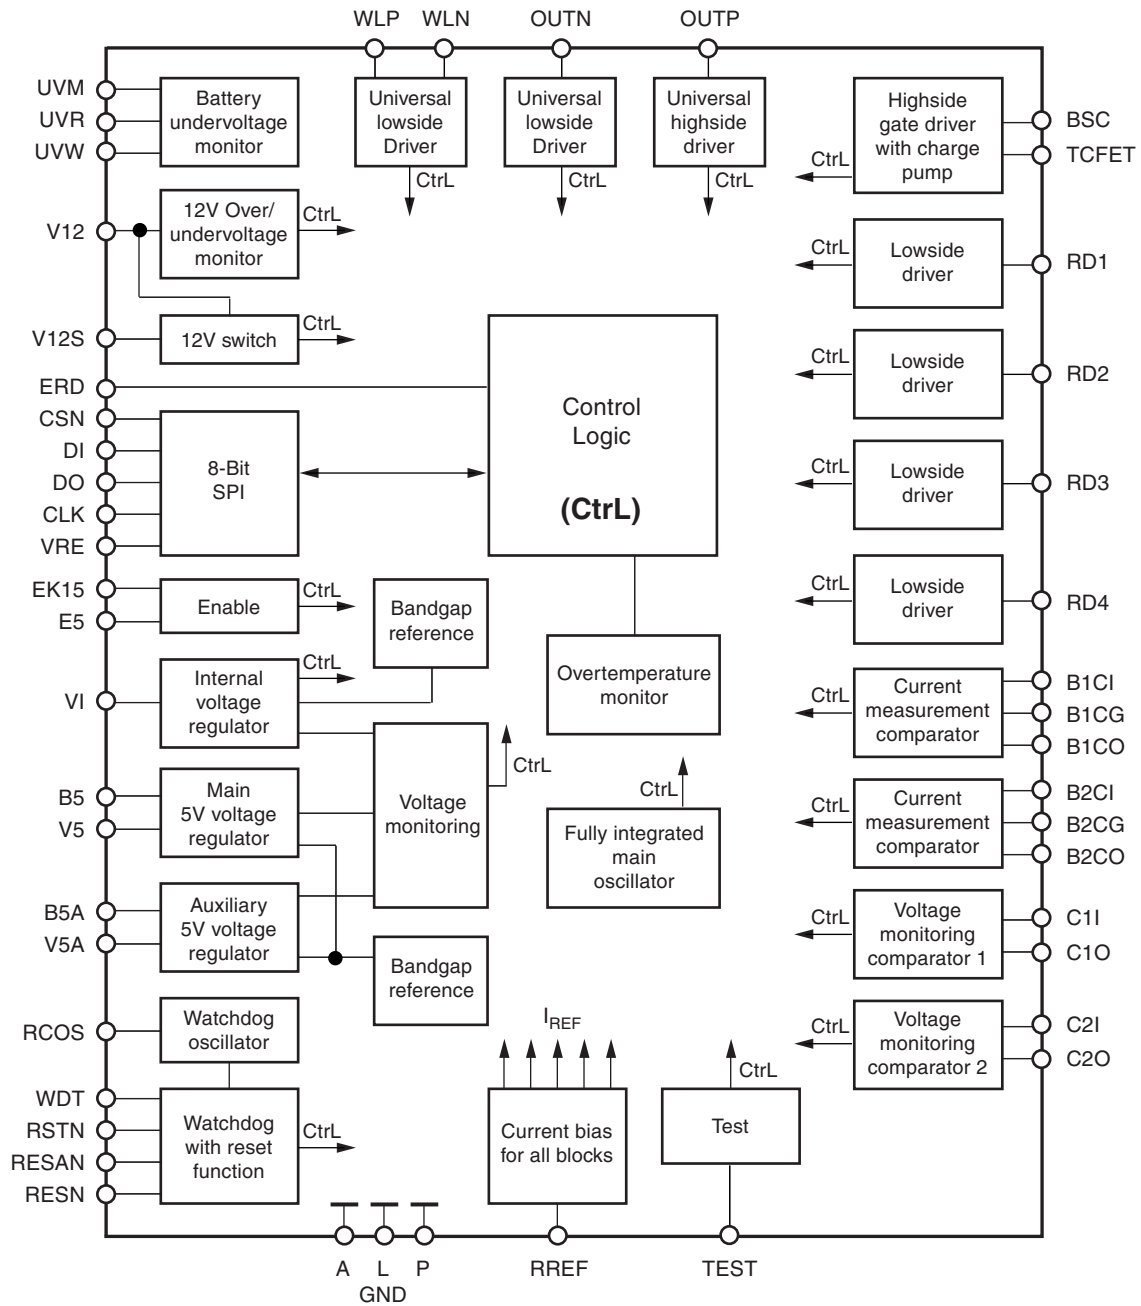 WLP
WLN
OUTN
OUTP
UVM
UVR
UVW
Battery
undervoltage
monitor
Universal
lowside
Driver
CtrL
Universal
lowside
Driver
CtrL
Universal
highside
driver
CtrL
Highside
gate driver
with charge
pump
CtrL
BSC
TCFET
V12
12V Over/
undervoltage
monitor
CtrL
CtrL
Lowside
driver
RD1
V12S
12V switch
CtrL
ERD
Control
Logic
(CtrL)
CtrL
Lowside
driver
RD2
CSN
DI
DO
CLK
VRE
8-Bit
SPI
CtrL
Lowside
driver
RD3
EK15
E5
Enable
CtrL
Bandgap
reference
CtrL
Lowside
driver
RD4
VI
Internal
voltage
regulator
CtrL
Overtemperature
monitor
CtrL
Current
measurement
comparator
B1CI
B1CG
B1CO
B5
V5
Main
5V voltage
regulator
Voltage
monitoring
CtrL
CtrL
Fully integrated
main
oscillator
CtrL
Current
measurement
comparator
B2CI
B2CG
B2CO
B5A
V5A
Auxiliary
5V voltage
regulator
Bandgap
reference
CtrL
Voltage
monitoring
comparator 1
C1I
C1O
RCOS
Watchdog
oscillator
IREF
CtrL
Voltage
monitoring
comparator 2
C2I
C2O
WDT
RSTN
RESAN
RESN
Watchdog
with reset
function
CtrL
Current bias
for all blocks
CtrL
Test
A
L
P
GND
RREF
TEST